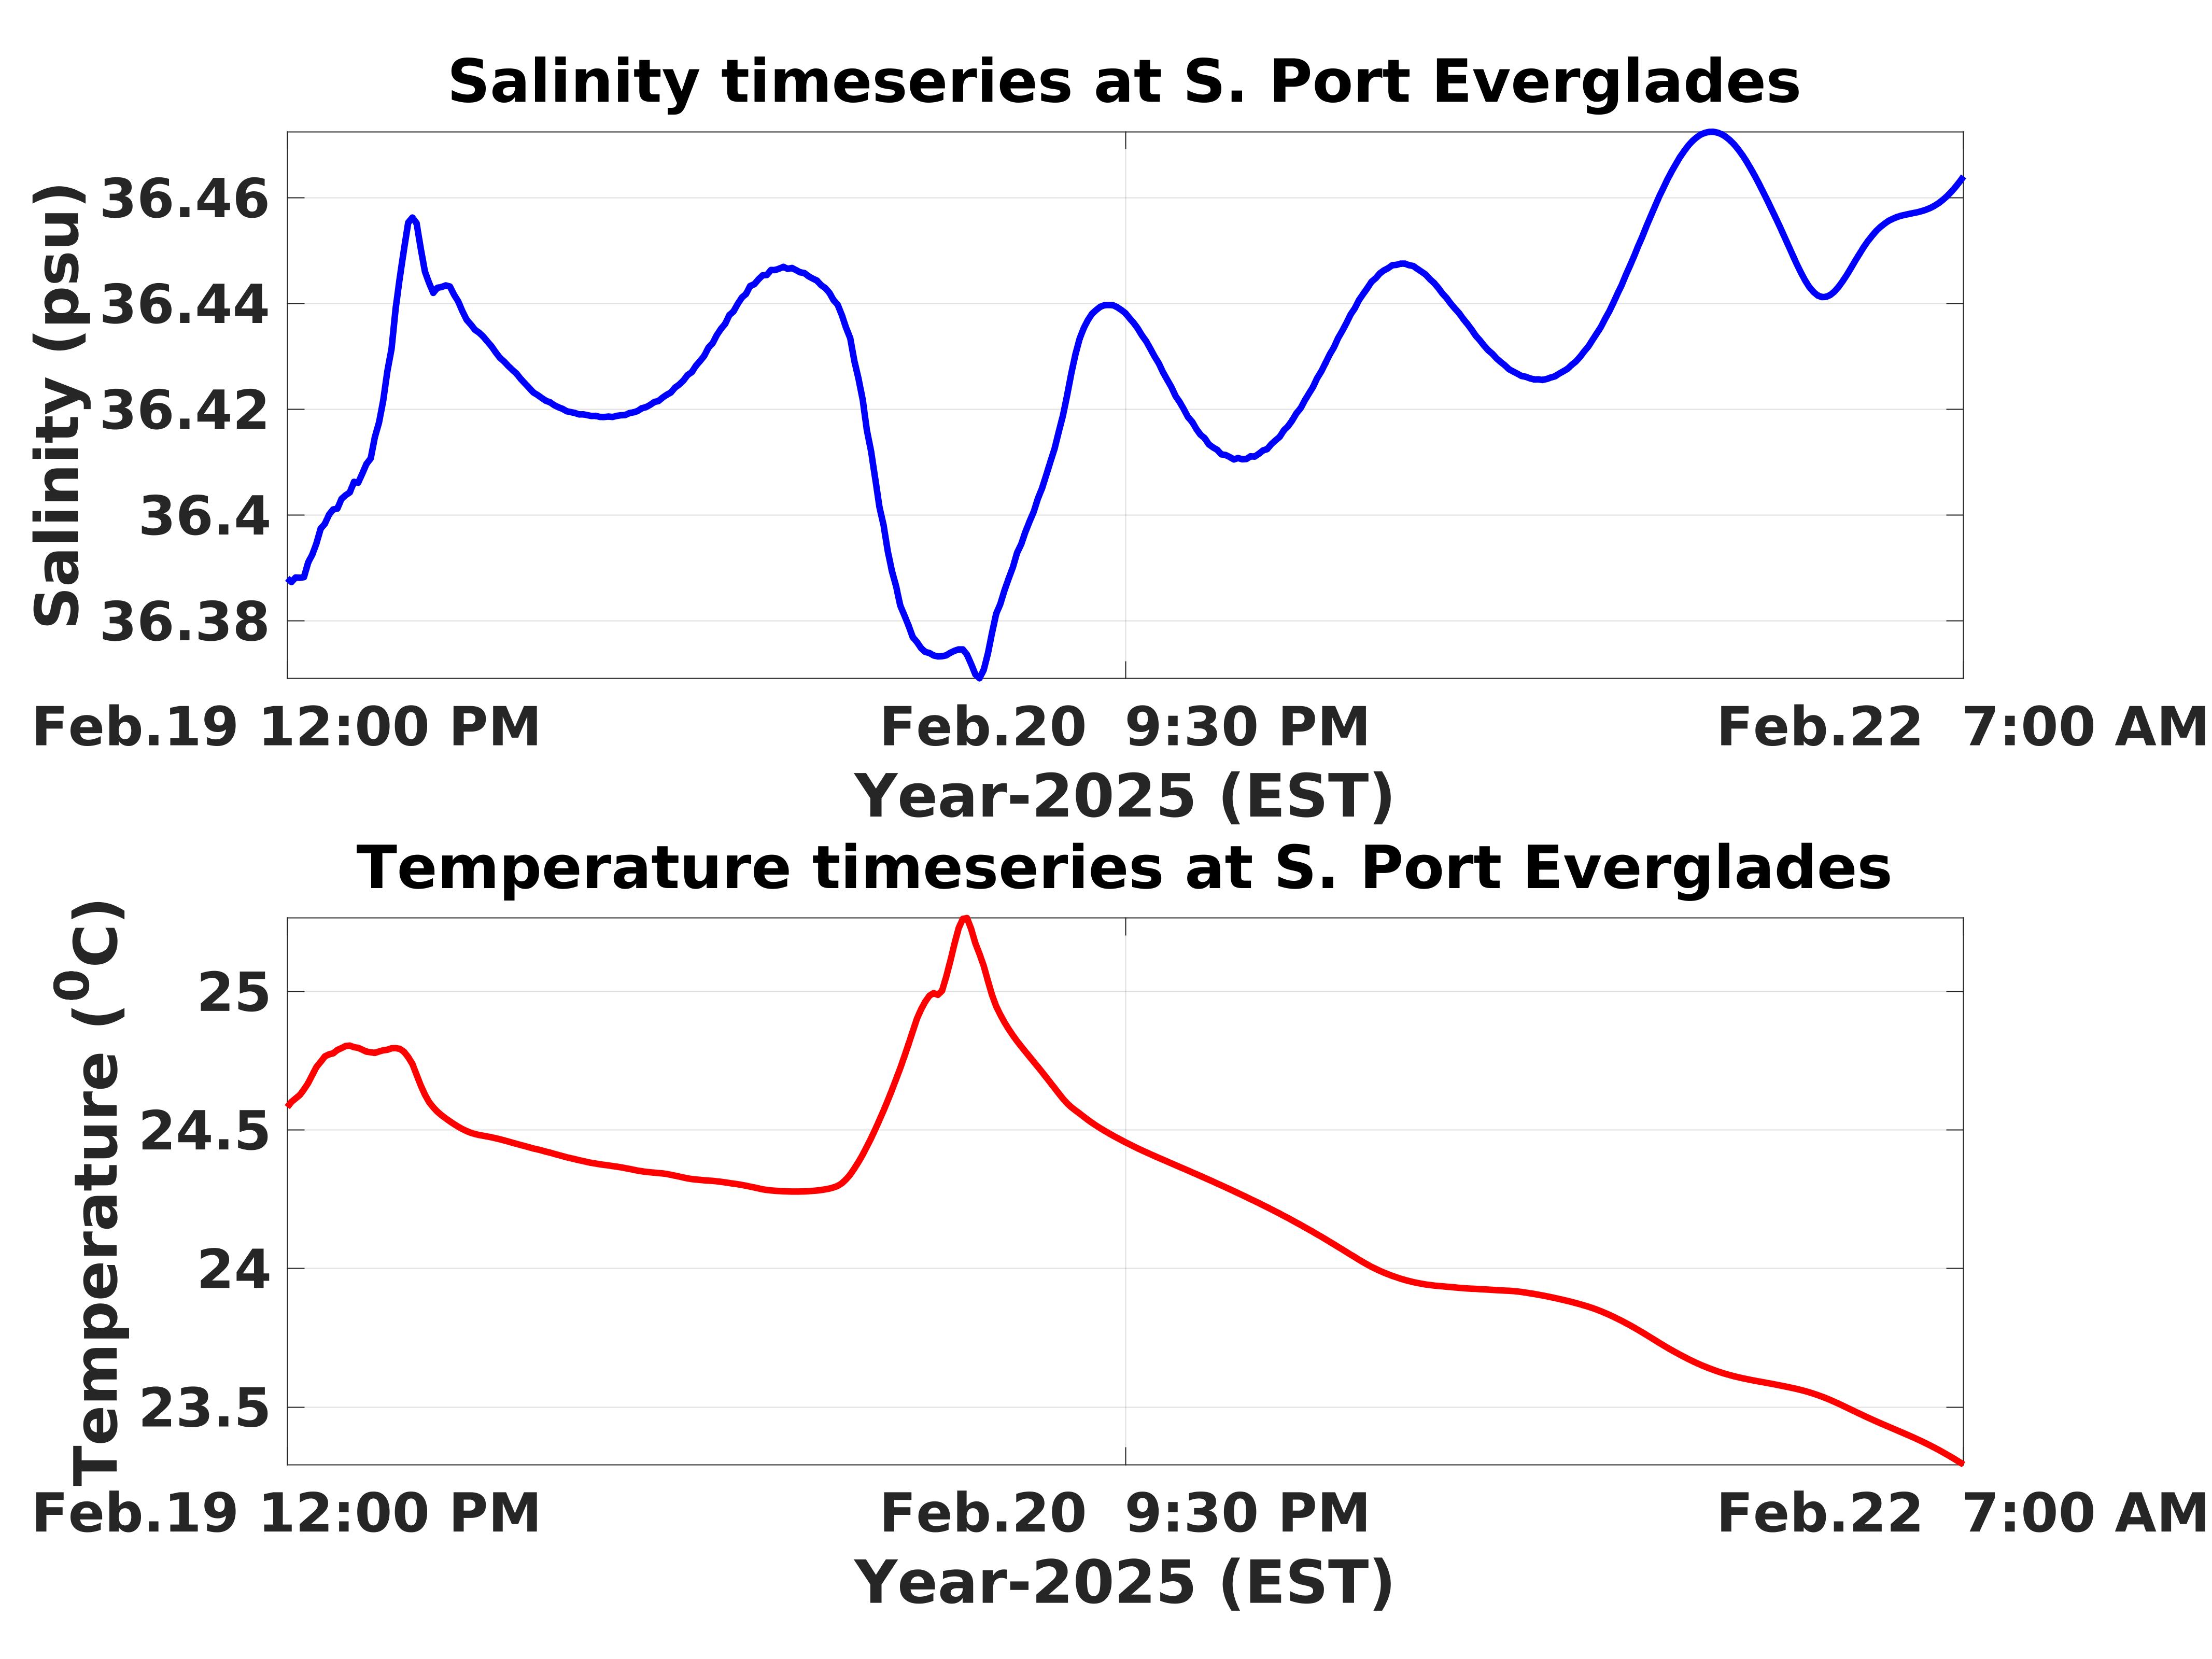 Salinity timeseries at S. Port Everglades
Salinity (psu)
36.46
36.44
36.42
36.4
36.38
Feb.19 12:00 PM Feb.20  9:30 PM Feb.22  7:00 AM
Year-2025 (EST)
Temperature timeseries at S. Port Everglades
Temperature (⁰C)
25
24.5
24
23.5
Feb.19 12:00 PM Feb.20  9:30 PM Feb.22  7:00 AM
Year-2025 (EST)